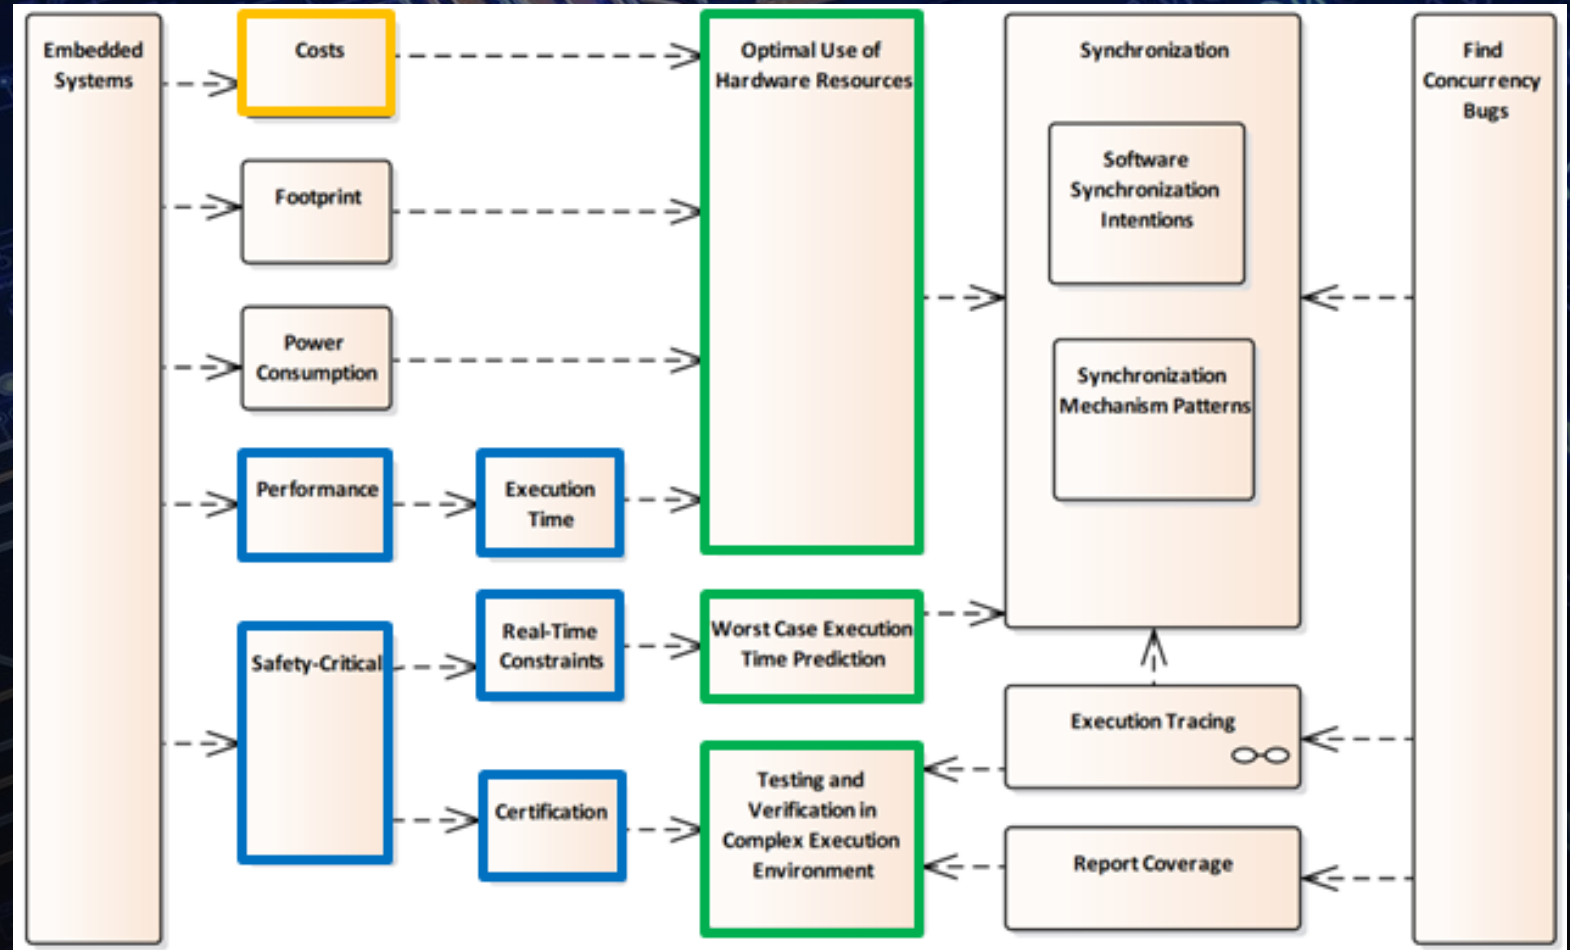 Embedded
Systems
Costs
Footprint
Power
Consumption
Performance
Safety-Critical
Execution
Time
Real-Time
Constraints
Certification
Optimal Use of
Hardware Resources
Worst Case Execution
Time Prediction
Testing and
Verification in
Complex Execution
Environment
Synchronization
Software
Synchronization
Intentions
Synchronization
Mechanism Patterns
Execution Tracing
Report Coverage
Find
Concurrency
Bugs